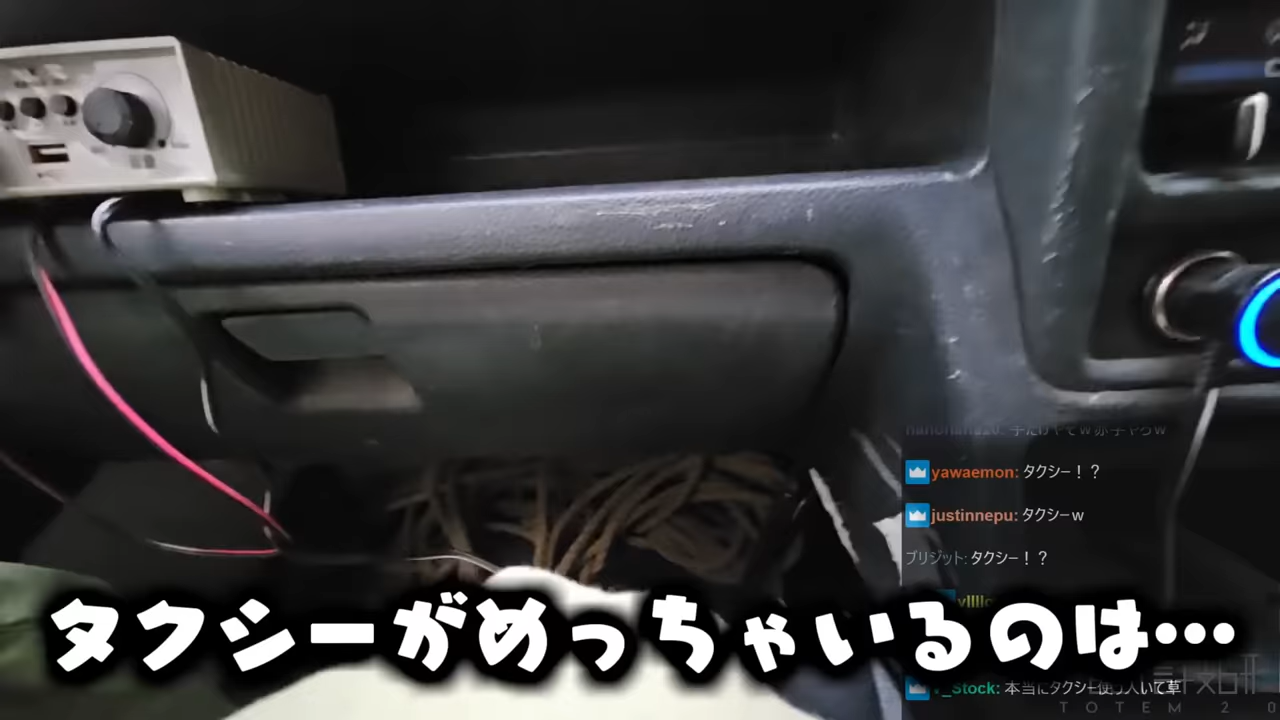 yawaemon: タクシー！？
justinnepu: タクシーｗ
ブリジット: タクシー！？
タクシーがめっちゃいるのは…
_Stock: 本当にタクシー使う人いて草
TOTEM 2 0